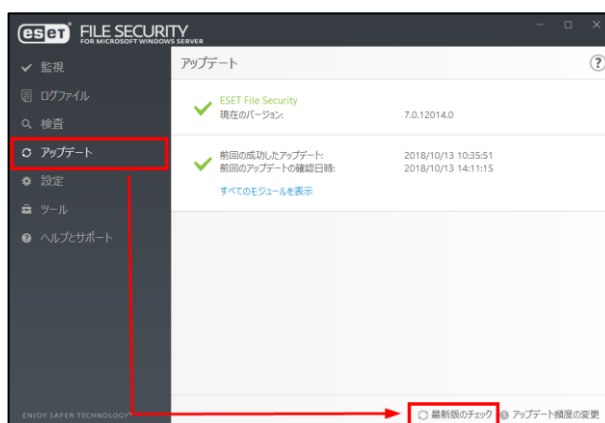 eset FILE SECURITY
FOR MICROSOFT WINDOWS SERVER
監視
ログファイル
検査
アップデート
設定
ツール
ヘルプとサポート
ENJOY SAFER TECHNOLOGY™
アップデート
?
ESET File Security
現在のバージョン: 7.0.12014.0
前回の成功したアップデート: 2018/10/13 10:35:51
前回のアップデートの確認日時: 2018/10/13 14:11:15
すべてのモジュールを表示
最新版のチェック アップデート頻度の変更